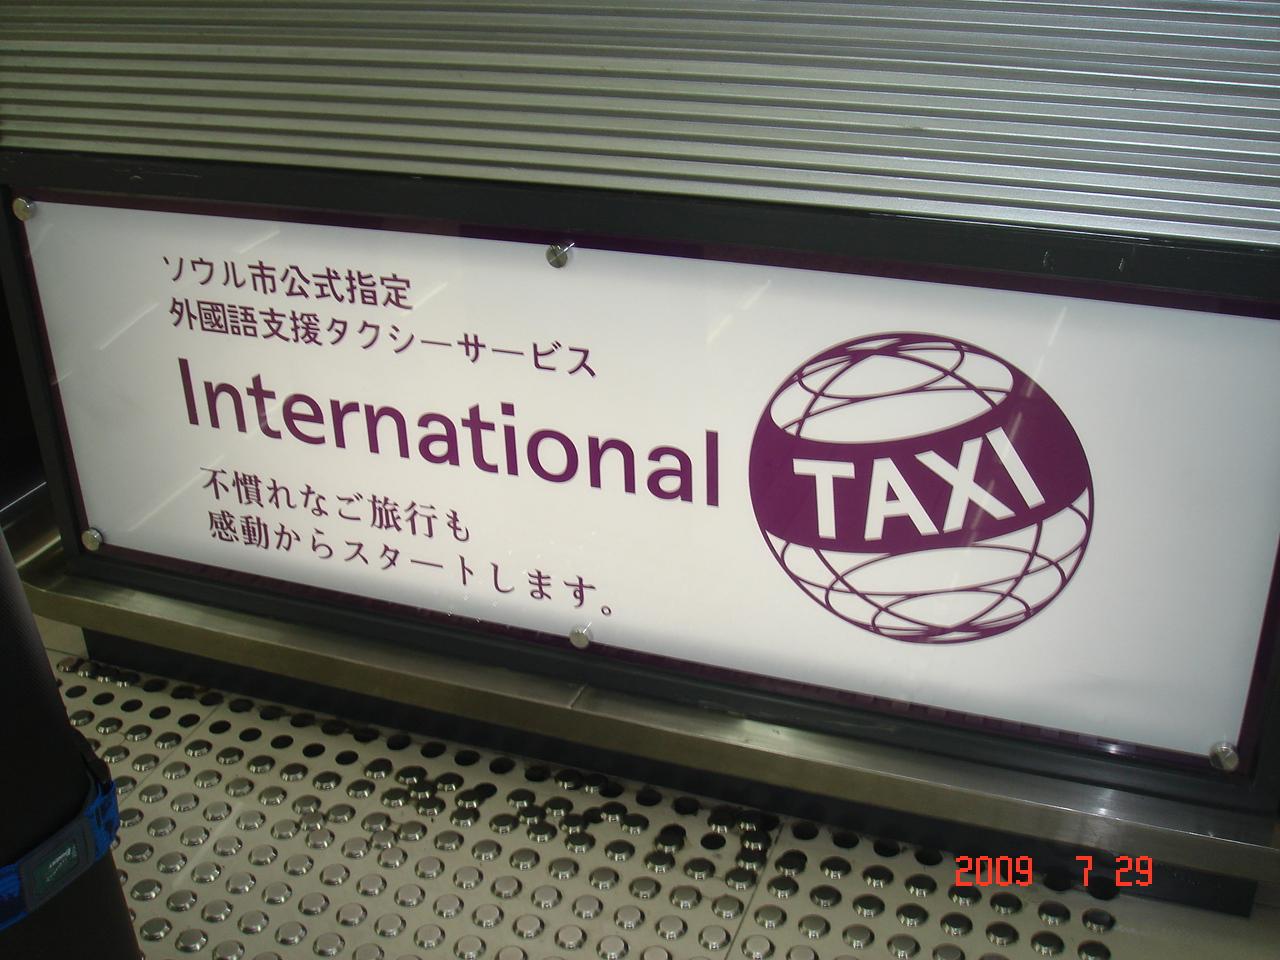 ソウル市公式指定
外國語支援タクシーサービス
International TAXI
不慣れなご旅行も
感動からスタートします。
2009 7 29